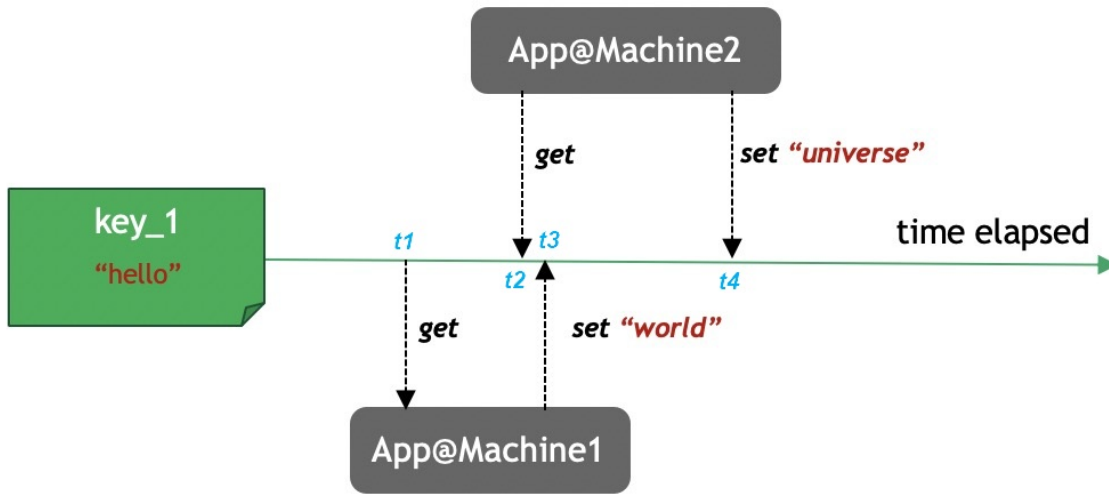 App@Machine2
get
set “universe”
key_1
“hello”
t1
t3
time elapsed
t2
t4
get
set “world”
App@Machine1